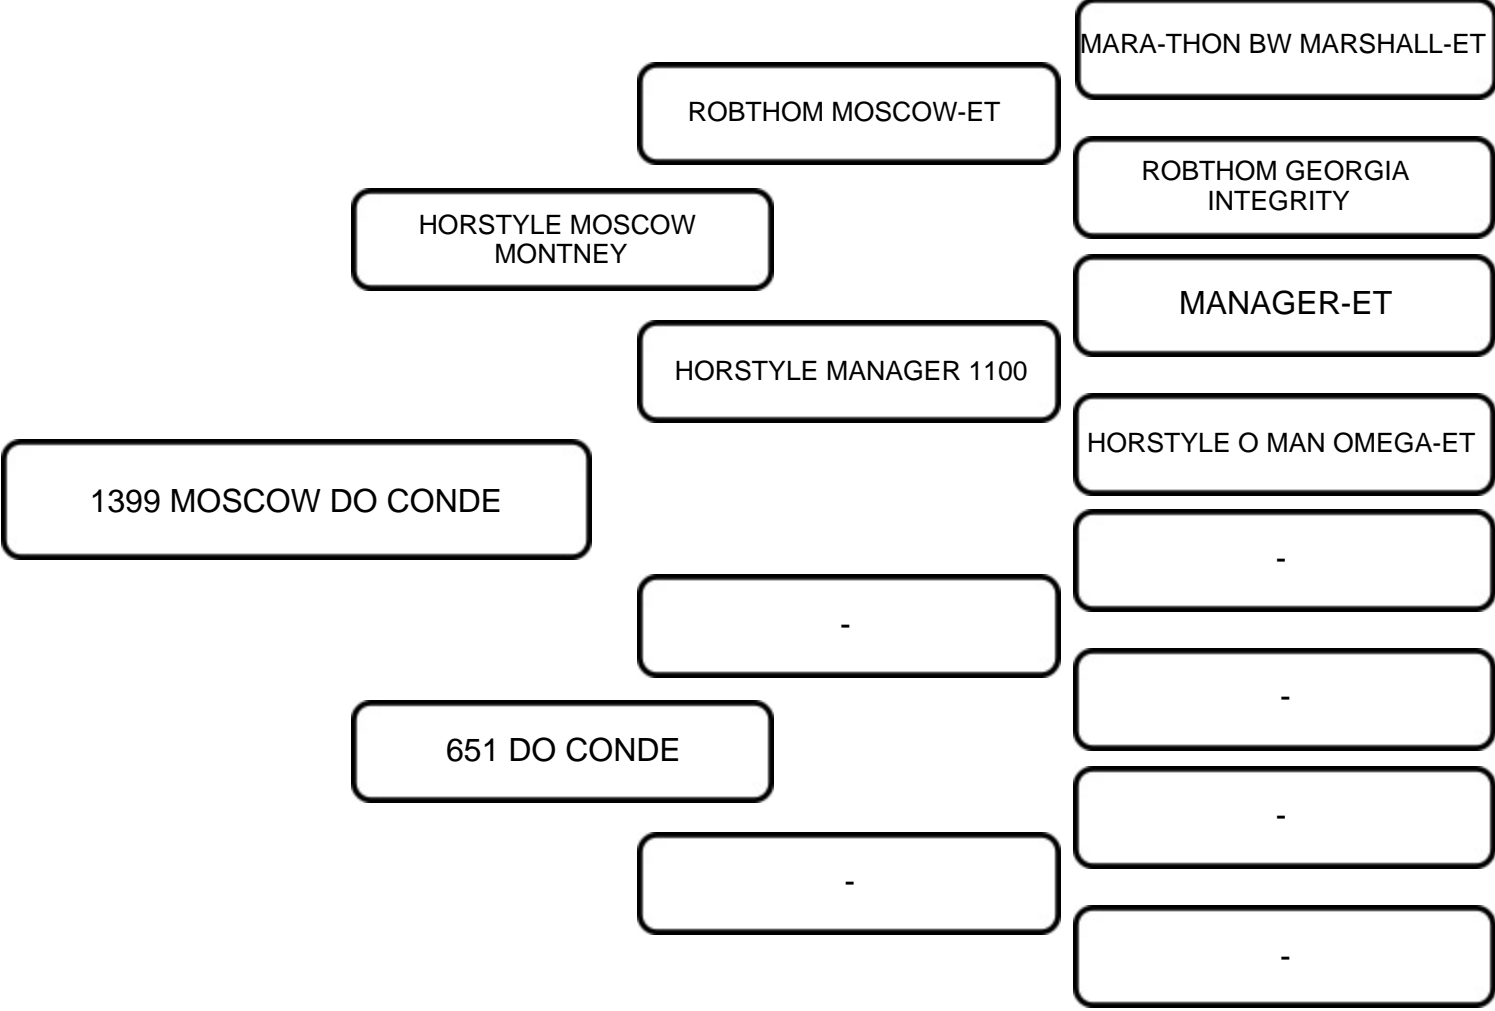 MARA-THON BW MARSHALL-ET
ROBTHOM MOSCOW-ET
ROBTHOM GEORGIA
INTEGRITY
HORSTYLE MOSCOW
MONTNEY
MANAGER-ET
HORSTYLE MANAGER 1100
HORSTYLE O MAN OMEGA-ET
1399 MOSCOW DO CONDE
-
-
-
651 DO CONDE
-
-
-